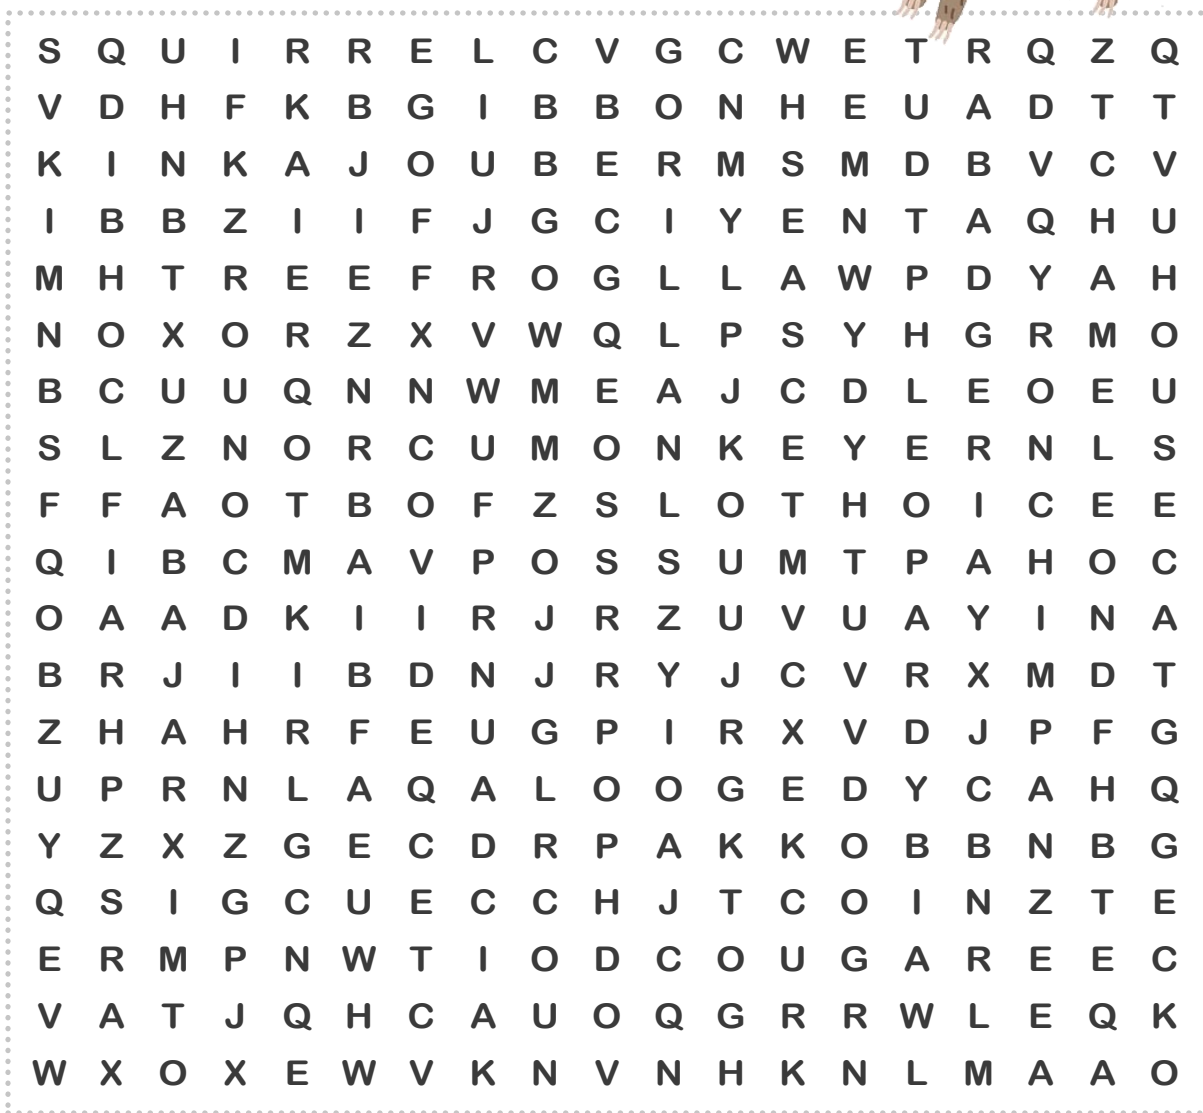 S Q U I R R E L C V G C W E T R Q Z Q
V D H F K B G I B B O N H E U A D T T
K I N K A J O U B E R M S M D B V C V
I B B Z I I F J G C I Y E N T A Q H U
M H T R E E F R O G L L A W P D Y A H
N O X O R Z X V W Q L P S Y H G R M O
B C U U Q N N W M E A J C D L E O E U
S L Z N O R C U M O N K E Y E R N L S
F F A O T B O F Z S L O T H O I C E E
Q I B C M A V P O S S U M T P A H O C
O A A D K I I R J R Z U V U A Y I N A
B R J I I B D N J R Y J C V R X M D T
Z H A H R F E U G P I R X V D J P F G
U P R N L A Q A L O O G E D Y C A H Q
Y Z X Z G E C D R P A K K O B B N B G
Q S I G C U E C C H J T C O I N Z T E
E R M P N W T I O D C O U G A R E E C
V A T J Q H C A U O Q G R R W L E Q K
W X O X E W V K N V N H K N L M A A O